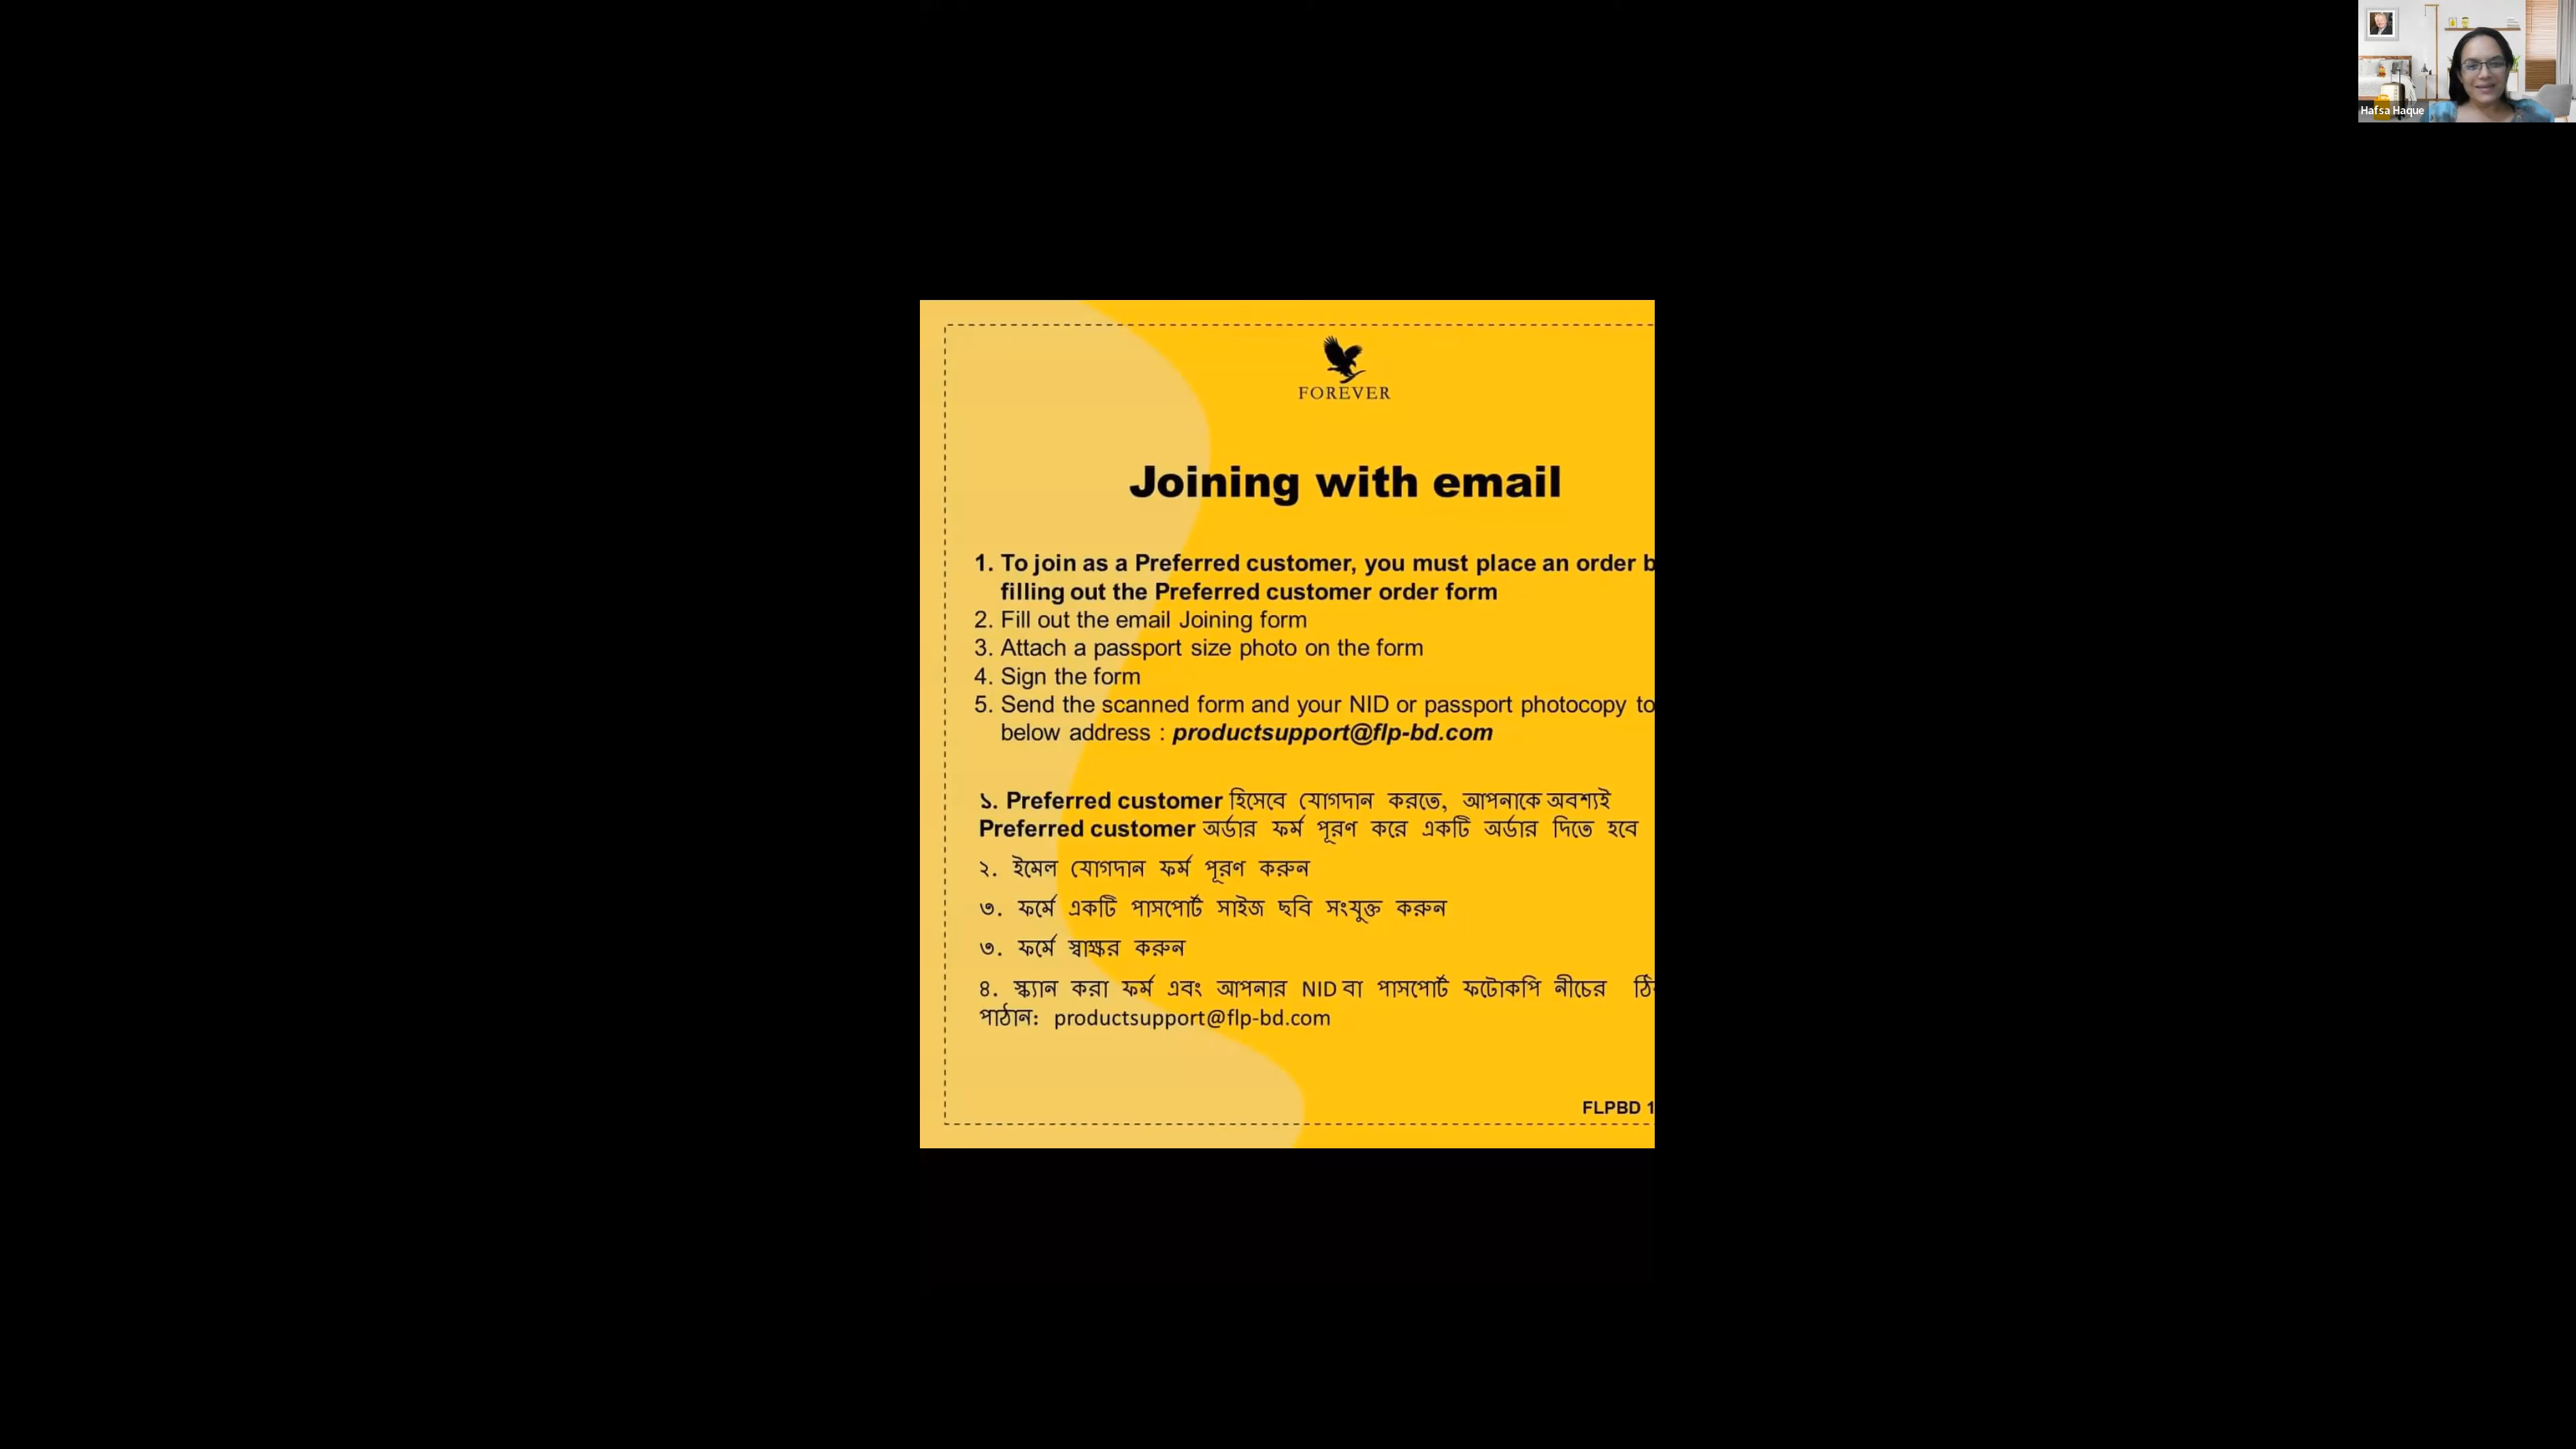 Hafsa Haque
FOREVER
Joining with email
1. To join as a Preferred customer, you must place an order
filling out the Preferred customer order form
2. Fill out the email Joining form
3. Attach a passport size photo on the form
4. Sign the form
5. Send the scanned form and your NID or passport photocopy to
below address : productsupport@flp-bd.com
১. Preferred customer হিসেবে যোগদান করতে, আপনাকে অবশ্যই
Preferred customer অর্ডার ফর্ম পূরণ করে একটি অর্ডার দিতে হবে
২. ইমেল যোগদান ফর্ম পূরণ করুন
৩. ফর্মে একটি পাসপোর্ট সাইজ ছবি সংযুক্ত করুন
৩. ফর্মে স্বাক্ষর করুন
৪. স্ক্যান করা ফর্ম এবং আপনার NID বা পাসপোর্ট ফটোকপি নীচের
পাঠান: productsupport@flp-bd.com
FLPBD 1